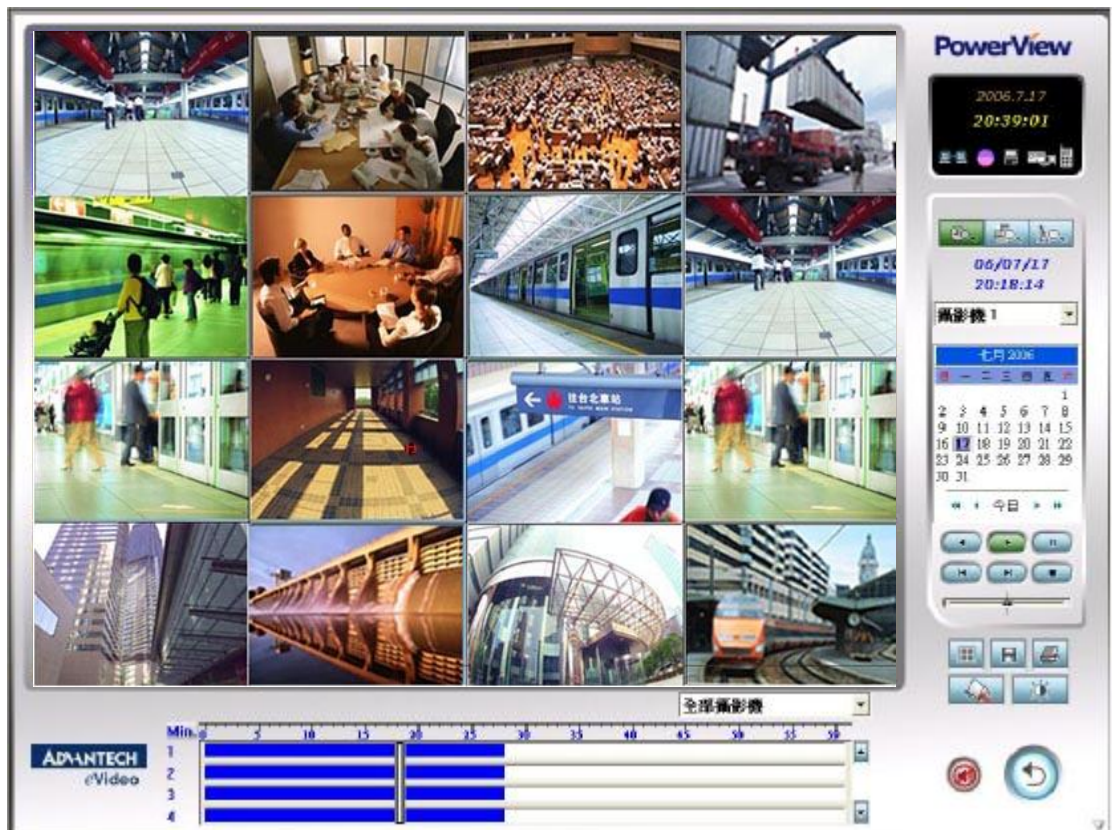 PowerView
2006.7.17
20:39:01
06/07/17
20:18:14
攝影機 1
七月 2006
日 一 二 三 四 五 六
1
2 3 4 5 6 7 8
9 10 11 12 13 14 15
16 17 18 19 20 21 22
23 24 25 26 27 28 29
30 31
今日
往台北車站
TO TAIPEI MAIN STATION
全部攝影機
Min. 0 5 10 15 20 25 30 35 40 45 50 55 59
1
2
3
4
ADVANTECH
eVideo